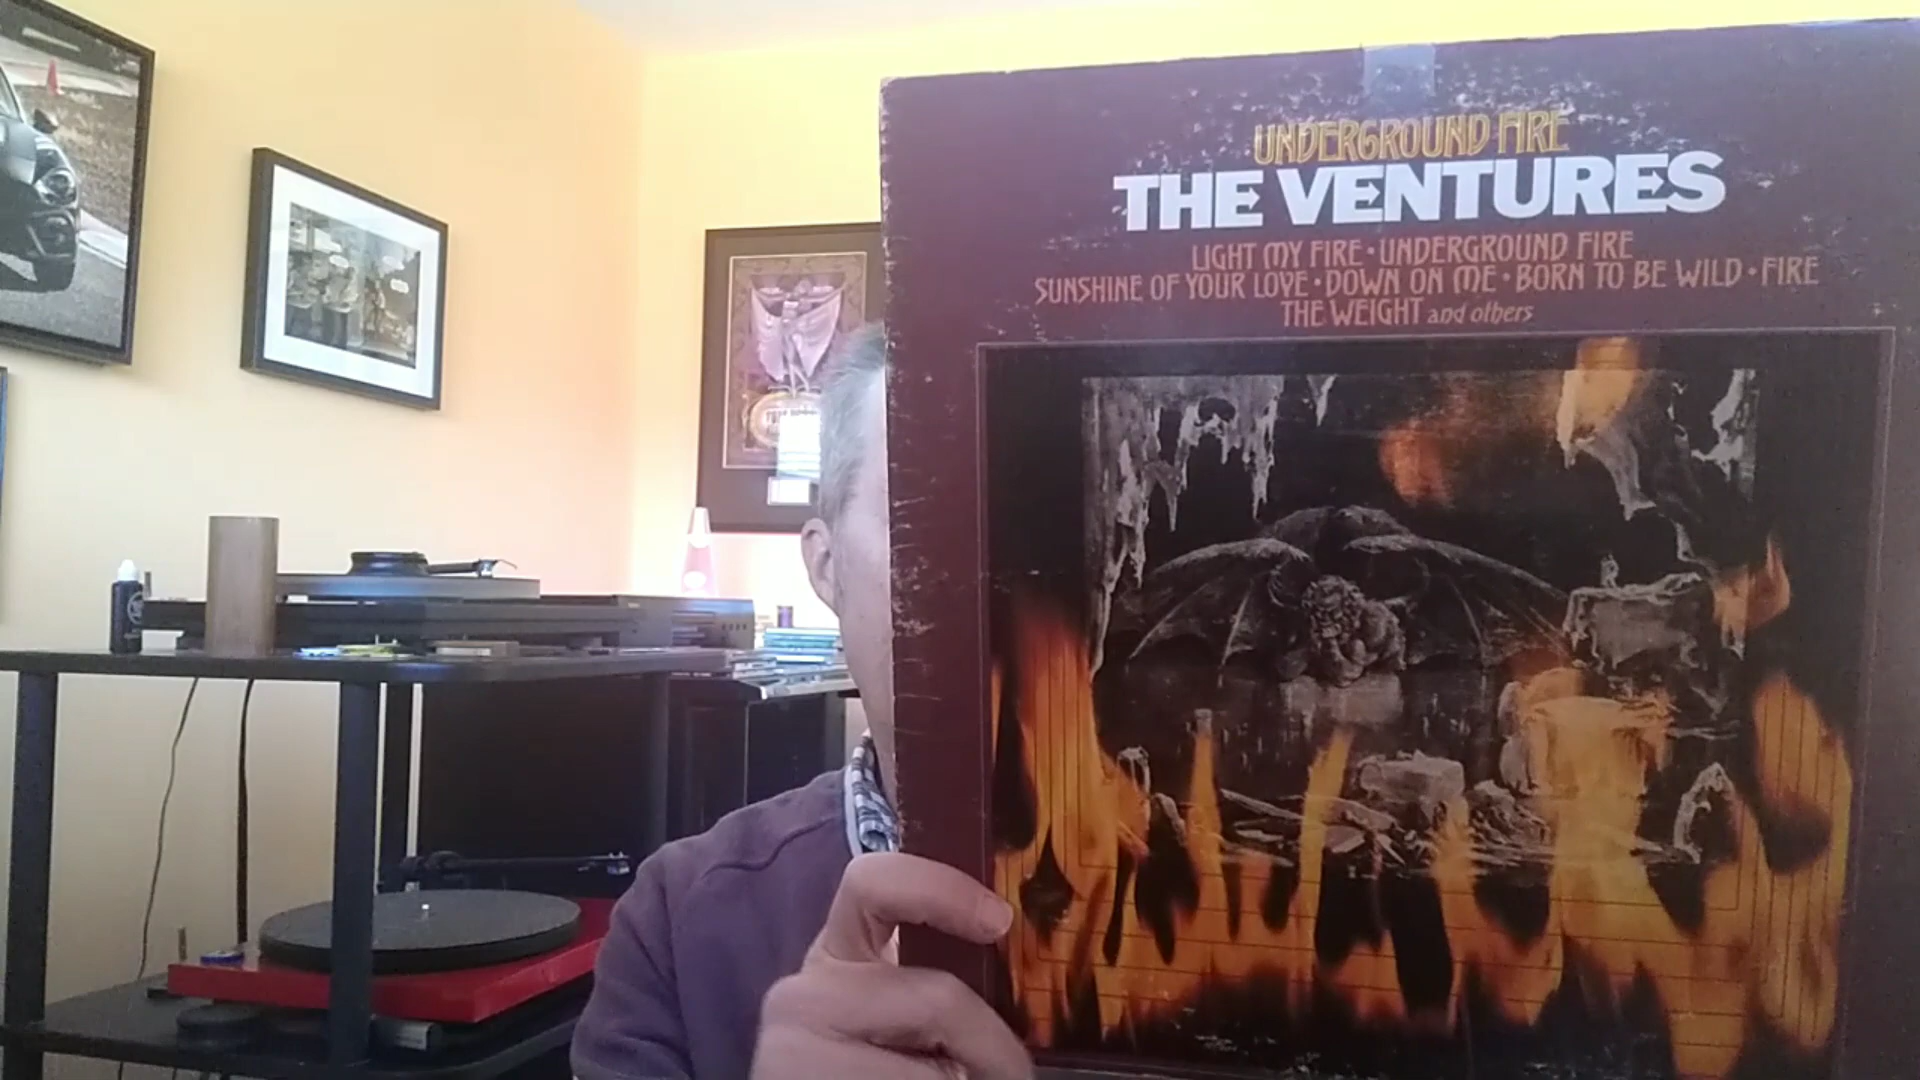 UNDERGROUND FIRE
THE VENTURES
LIGHT MY FIRE • UNDERGROUND FIRE
SUNSHINE OF YOUR LOVE • DOWN ON ME • BORN TO BE WILD • FIRE
THE WEIGHT and others